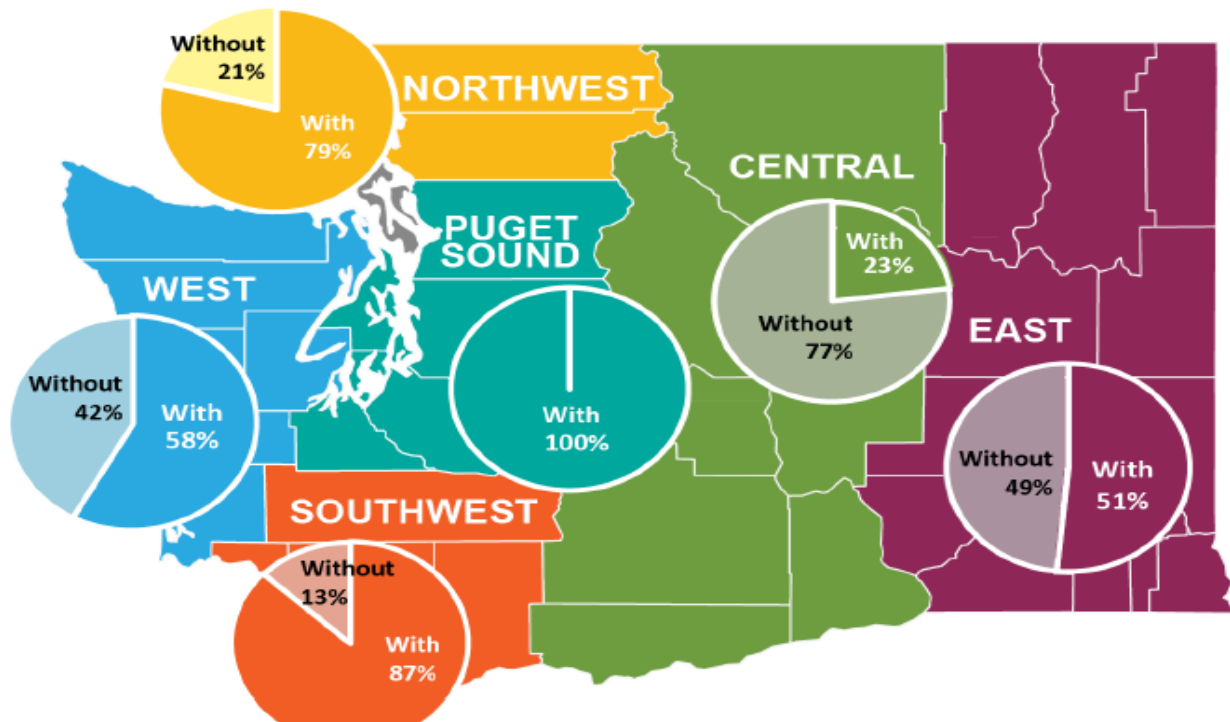 Without
21%
With
79%
NORTHWEST
CENTRAL
With
23%
Without
77%
PUGET
SOUND
With
100%
WEST
Without
42%
With
58%
EAST
Without
49%
With
51%
SOUTHWEST
Without
13%
With
87%